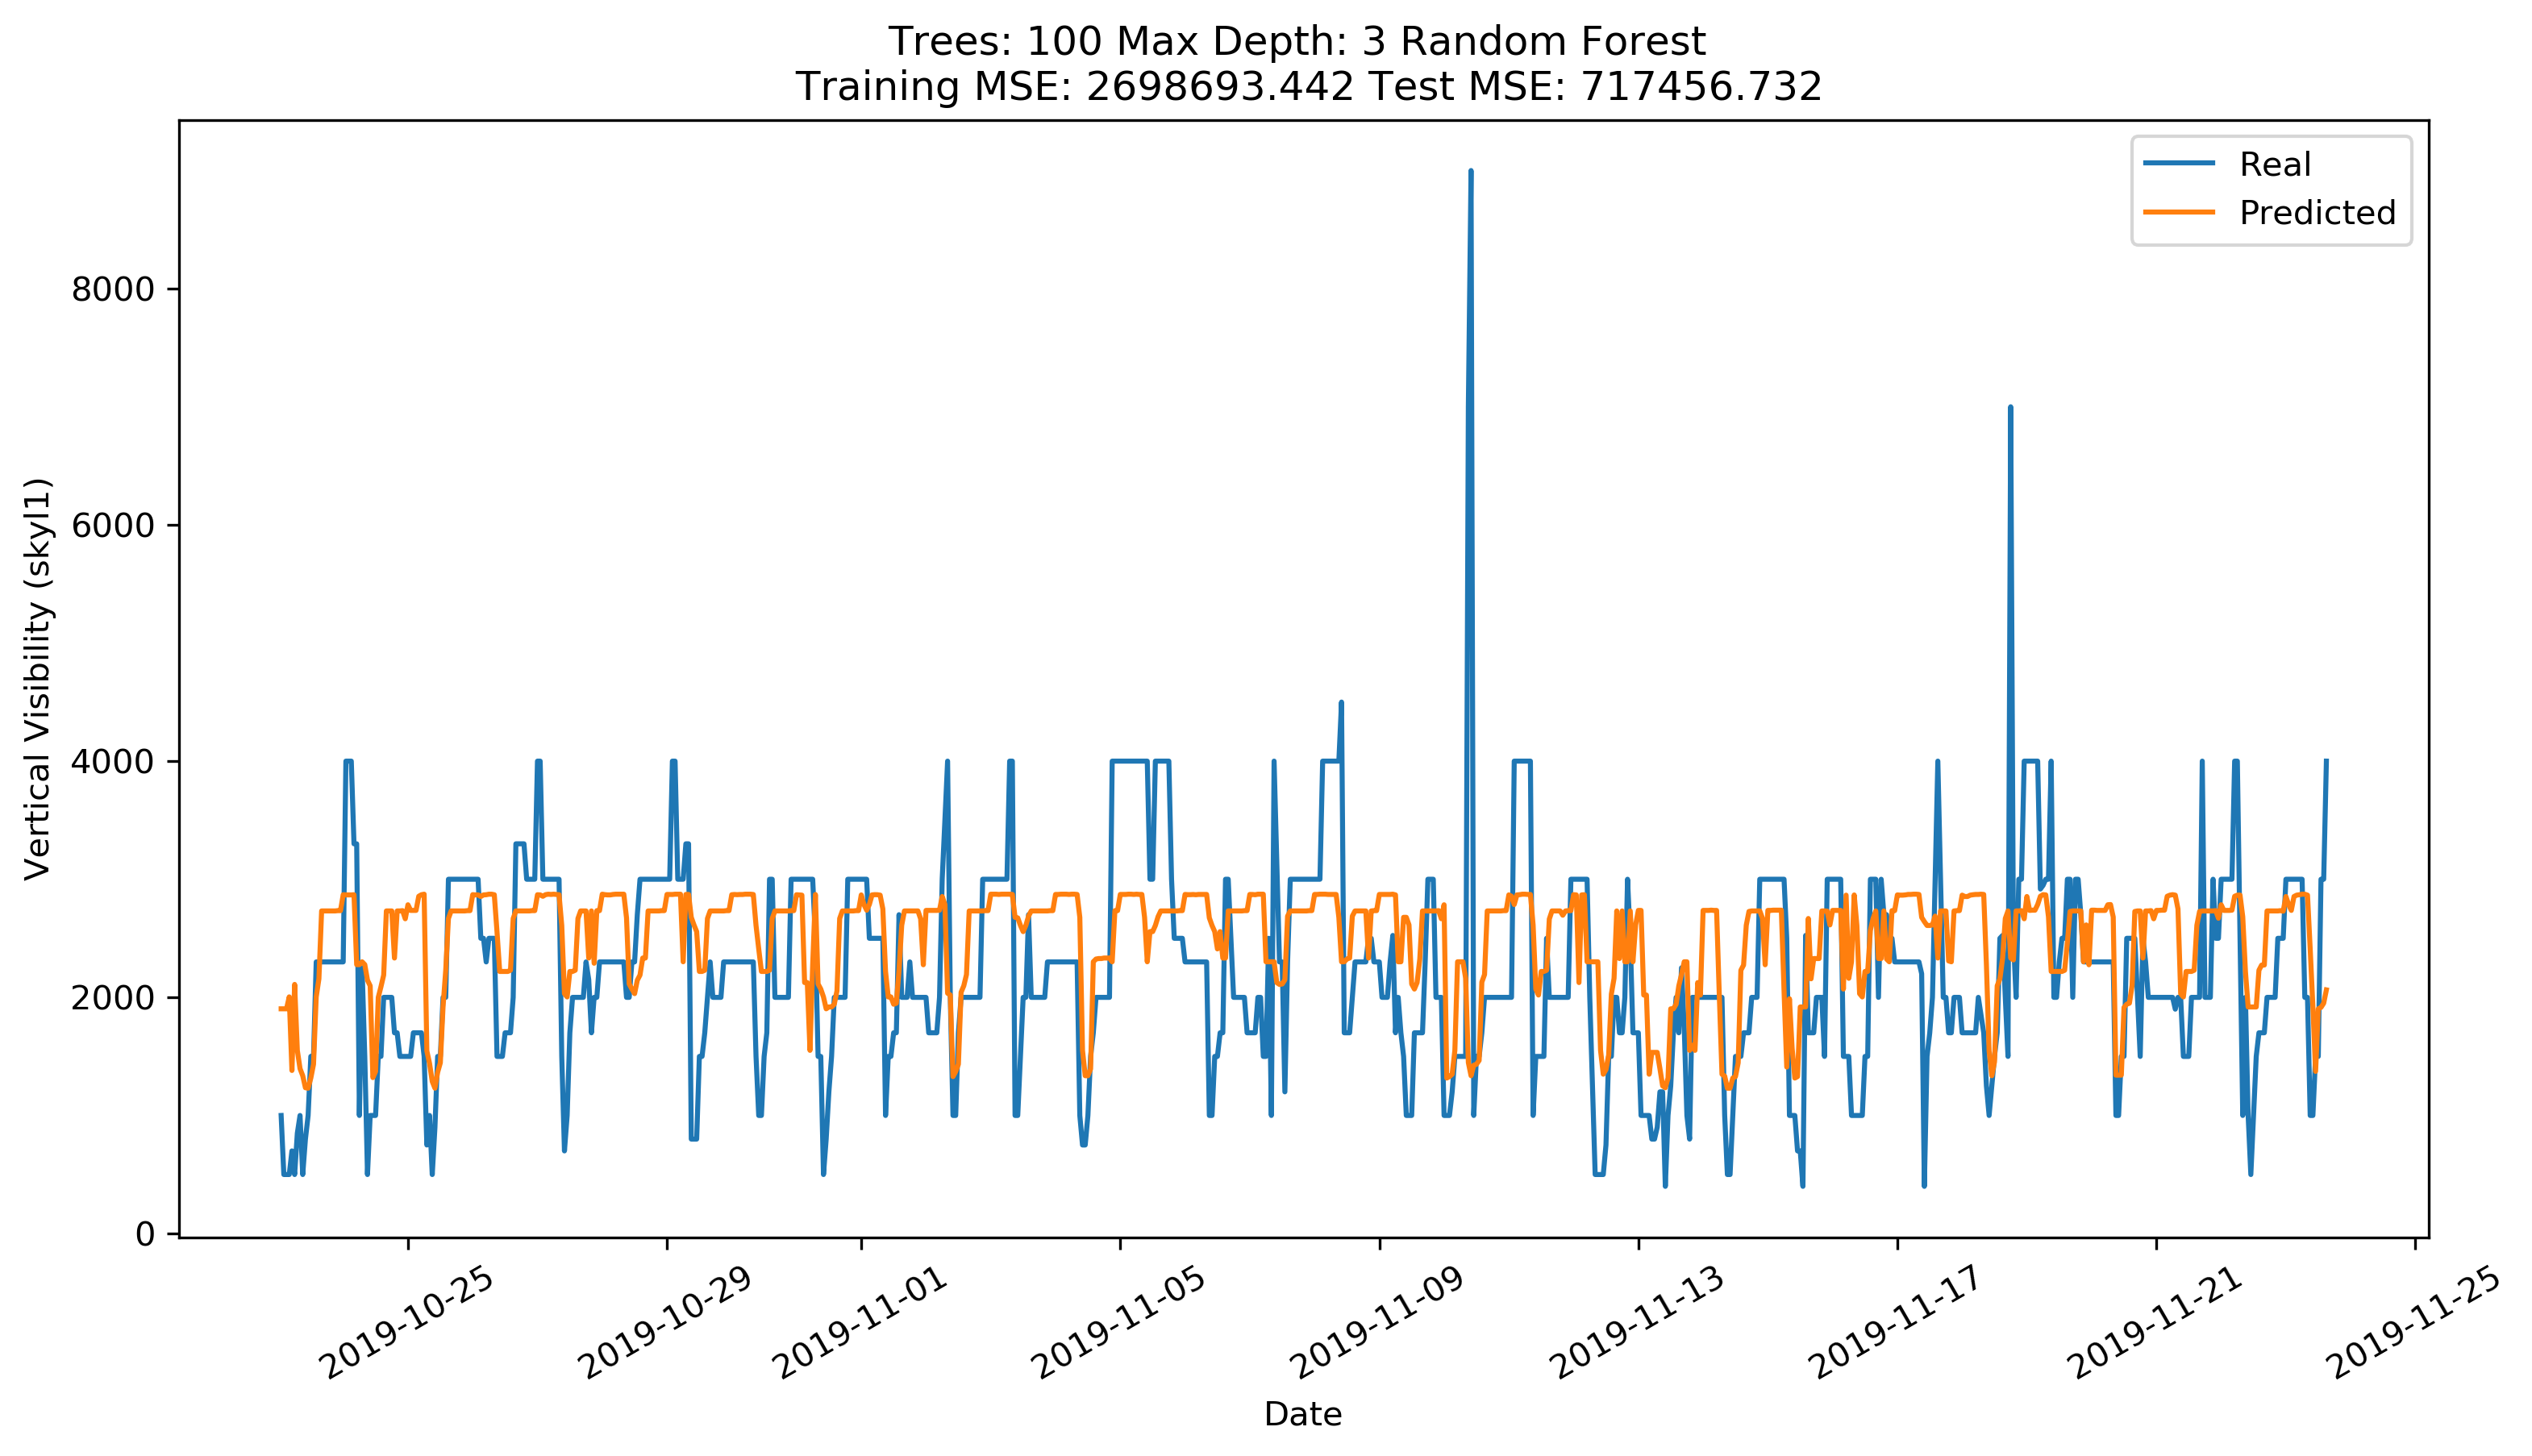 Trees: 100 Max Depth: 3 Random Forest
Training MSE: 2698693.442 Test MSE: 717456.732
Real
Predicted
Vertical Visibility (skyl1)
8000
6000
4000
2000
0
2019-10-25
2019-10-29
2019-11-01
2019-11-05
2019-11-09
2019-11-13
2019-11-17
2019-11-21
2019-11-25
Date